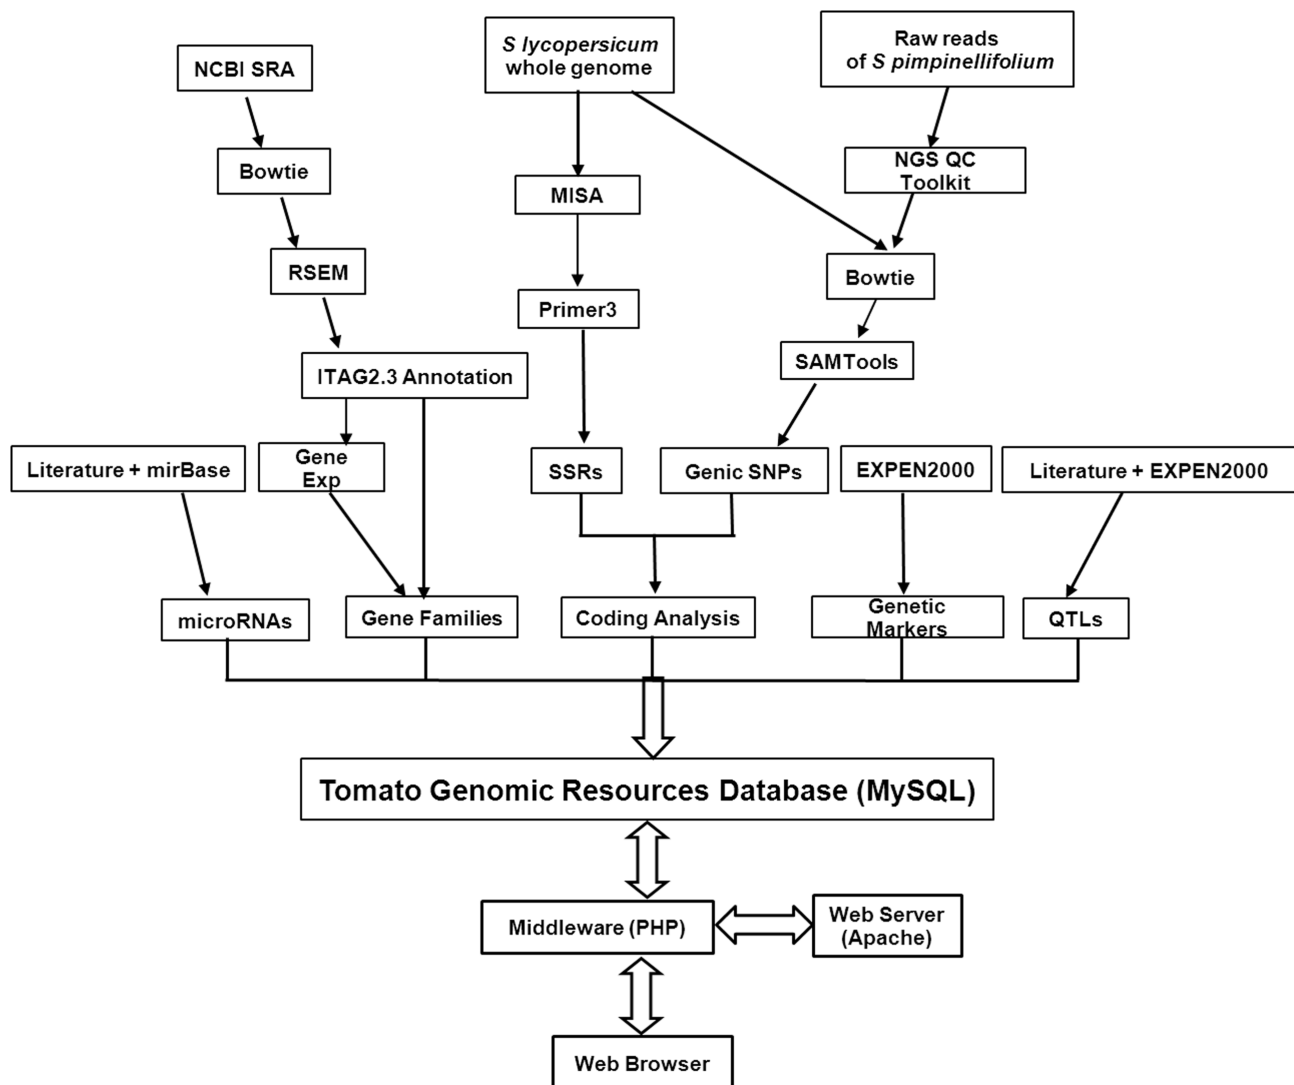 S lycopersicum
whole genome
Raw reads
of S pimpinellifolium
NCBI SRA
Bowtie
NGS QC
Toolkit
MISA
RSEM
Bowtie
Primer3
SAMTools
ITAG2.3 Annotation
Literature + mirBase
Gene
Exp
SSRs
Genic SNPs
EXPEN2000
Literature + EXPEN2000
microRNAs
Gene Families
Coding Analysis
Genetic
Markers
QTLs
Tomato Genomic Resources Database (MySQL)
Middleware (PHP)
Web Server
(Apache)
Web Browser